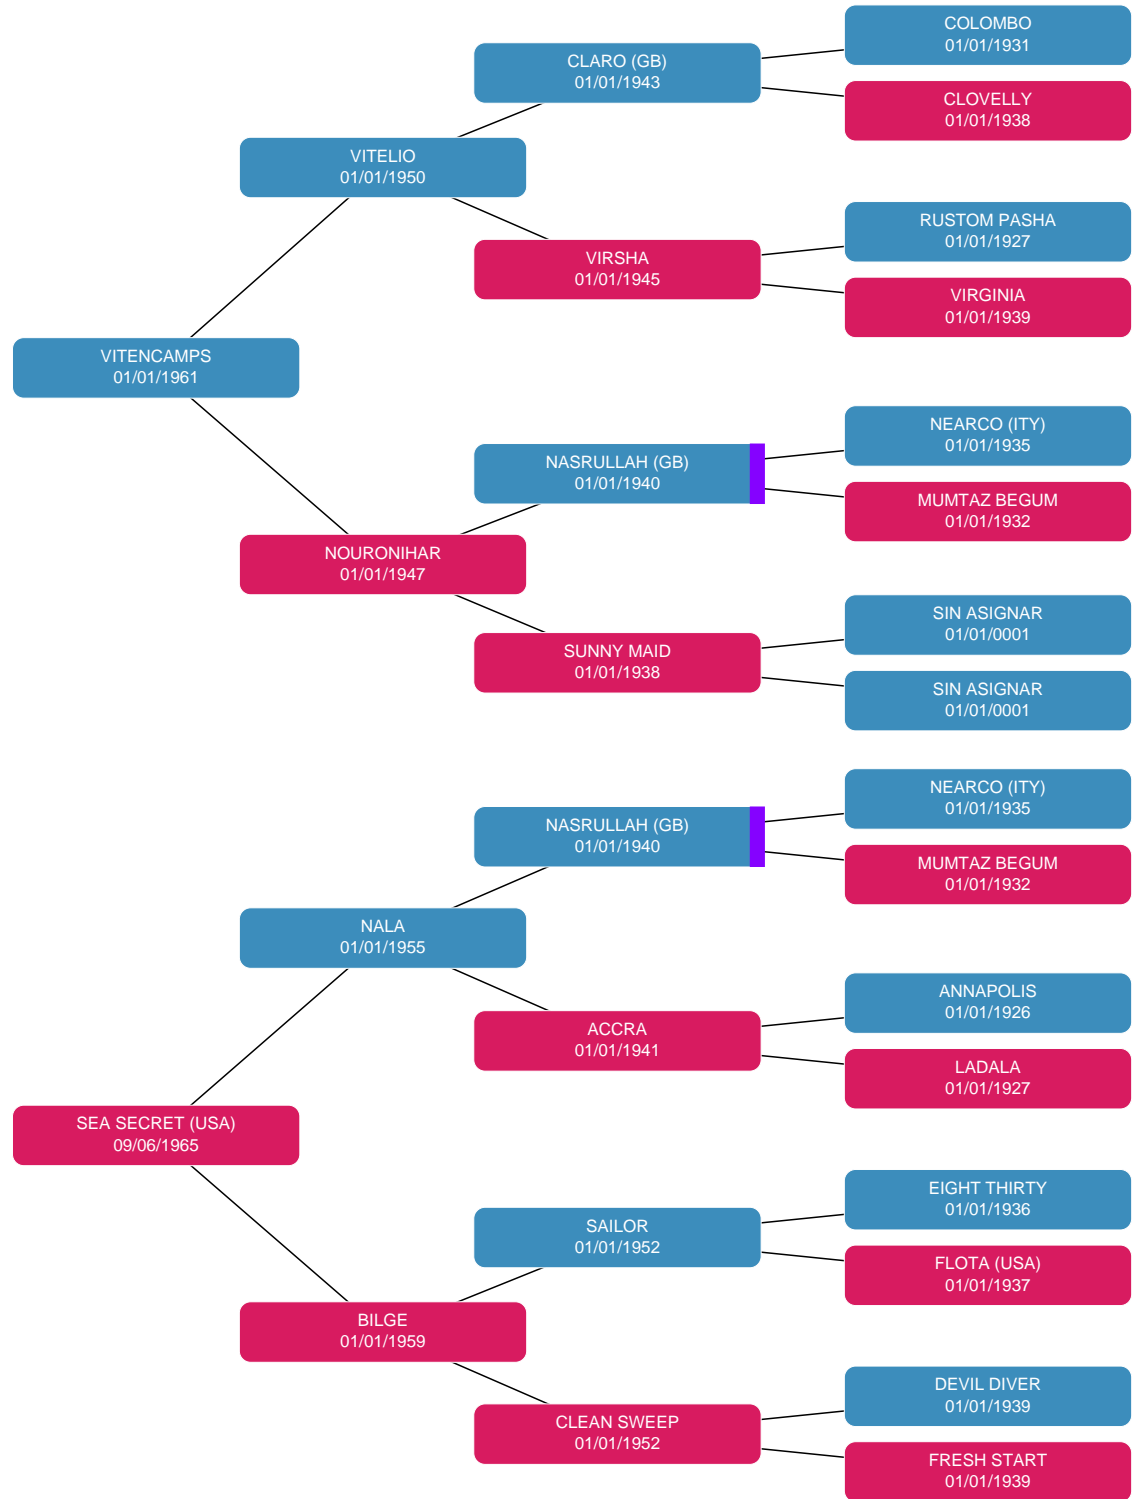 COLOMBO
01/01/1931
CLARO (GB)
01/01/1943
CLOVELLY
01/01/1938
VITELIO
01/01/1950
RUSTOM PASHA
01/01/1927
VIRSHA
01/01/1945
VIRGINIA
01/01/1939
VITENCAMPS
01/01/1961
NEARCO (ITY)
01/01/1935
NASRULLAH (GB)
01/01/1940
MUMTAZ BEGUM
01/01/1932
NOURONIHAR
01/01/1947
SIN ASIGNAR
01/01/0001
SUNNY MAID
01/01/1938
SIN ASIGNAR
01/01/0001
NEARCO (ITY)
01/01/1935
NASRULLAH (GB)
01/01/1940
MUMTAZ BEGUM
01/01/1932
NALA
01/01/1955
ANNAPOLIS
01/01/1926
ACCRA
01/01/1941
LADALA
01/01/1927
SEA SECRET (USA)
09/06/1965
EIGHT THIRTY
01/01/1936
SAILOR
01/01/1952
FLOTA (USA)
01/01/1937
BILGE
01/01/1959
DEVIL DIVER
01/01/1939
CLEAN SWEEP
01/01/1952
FRESH START
01/01/1939